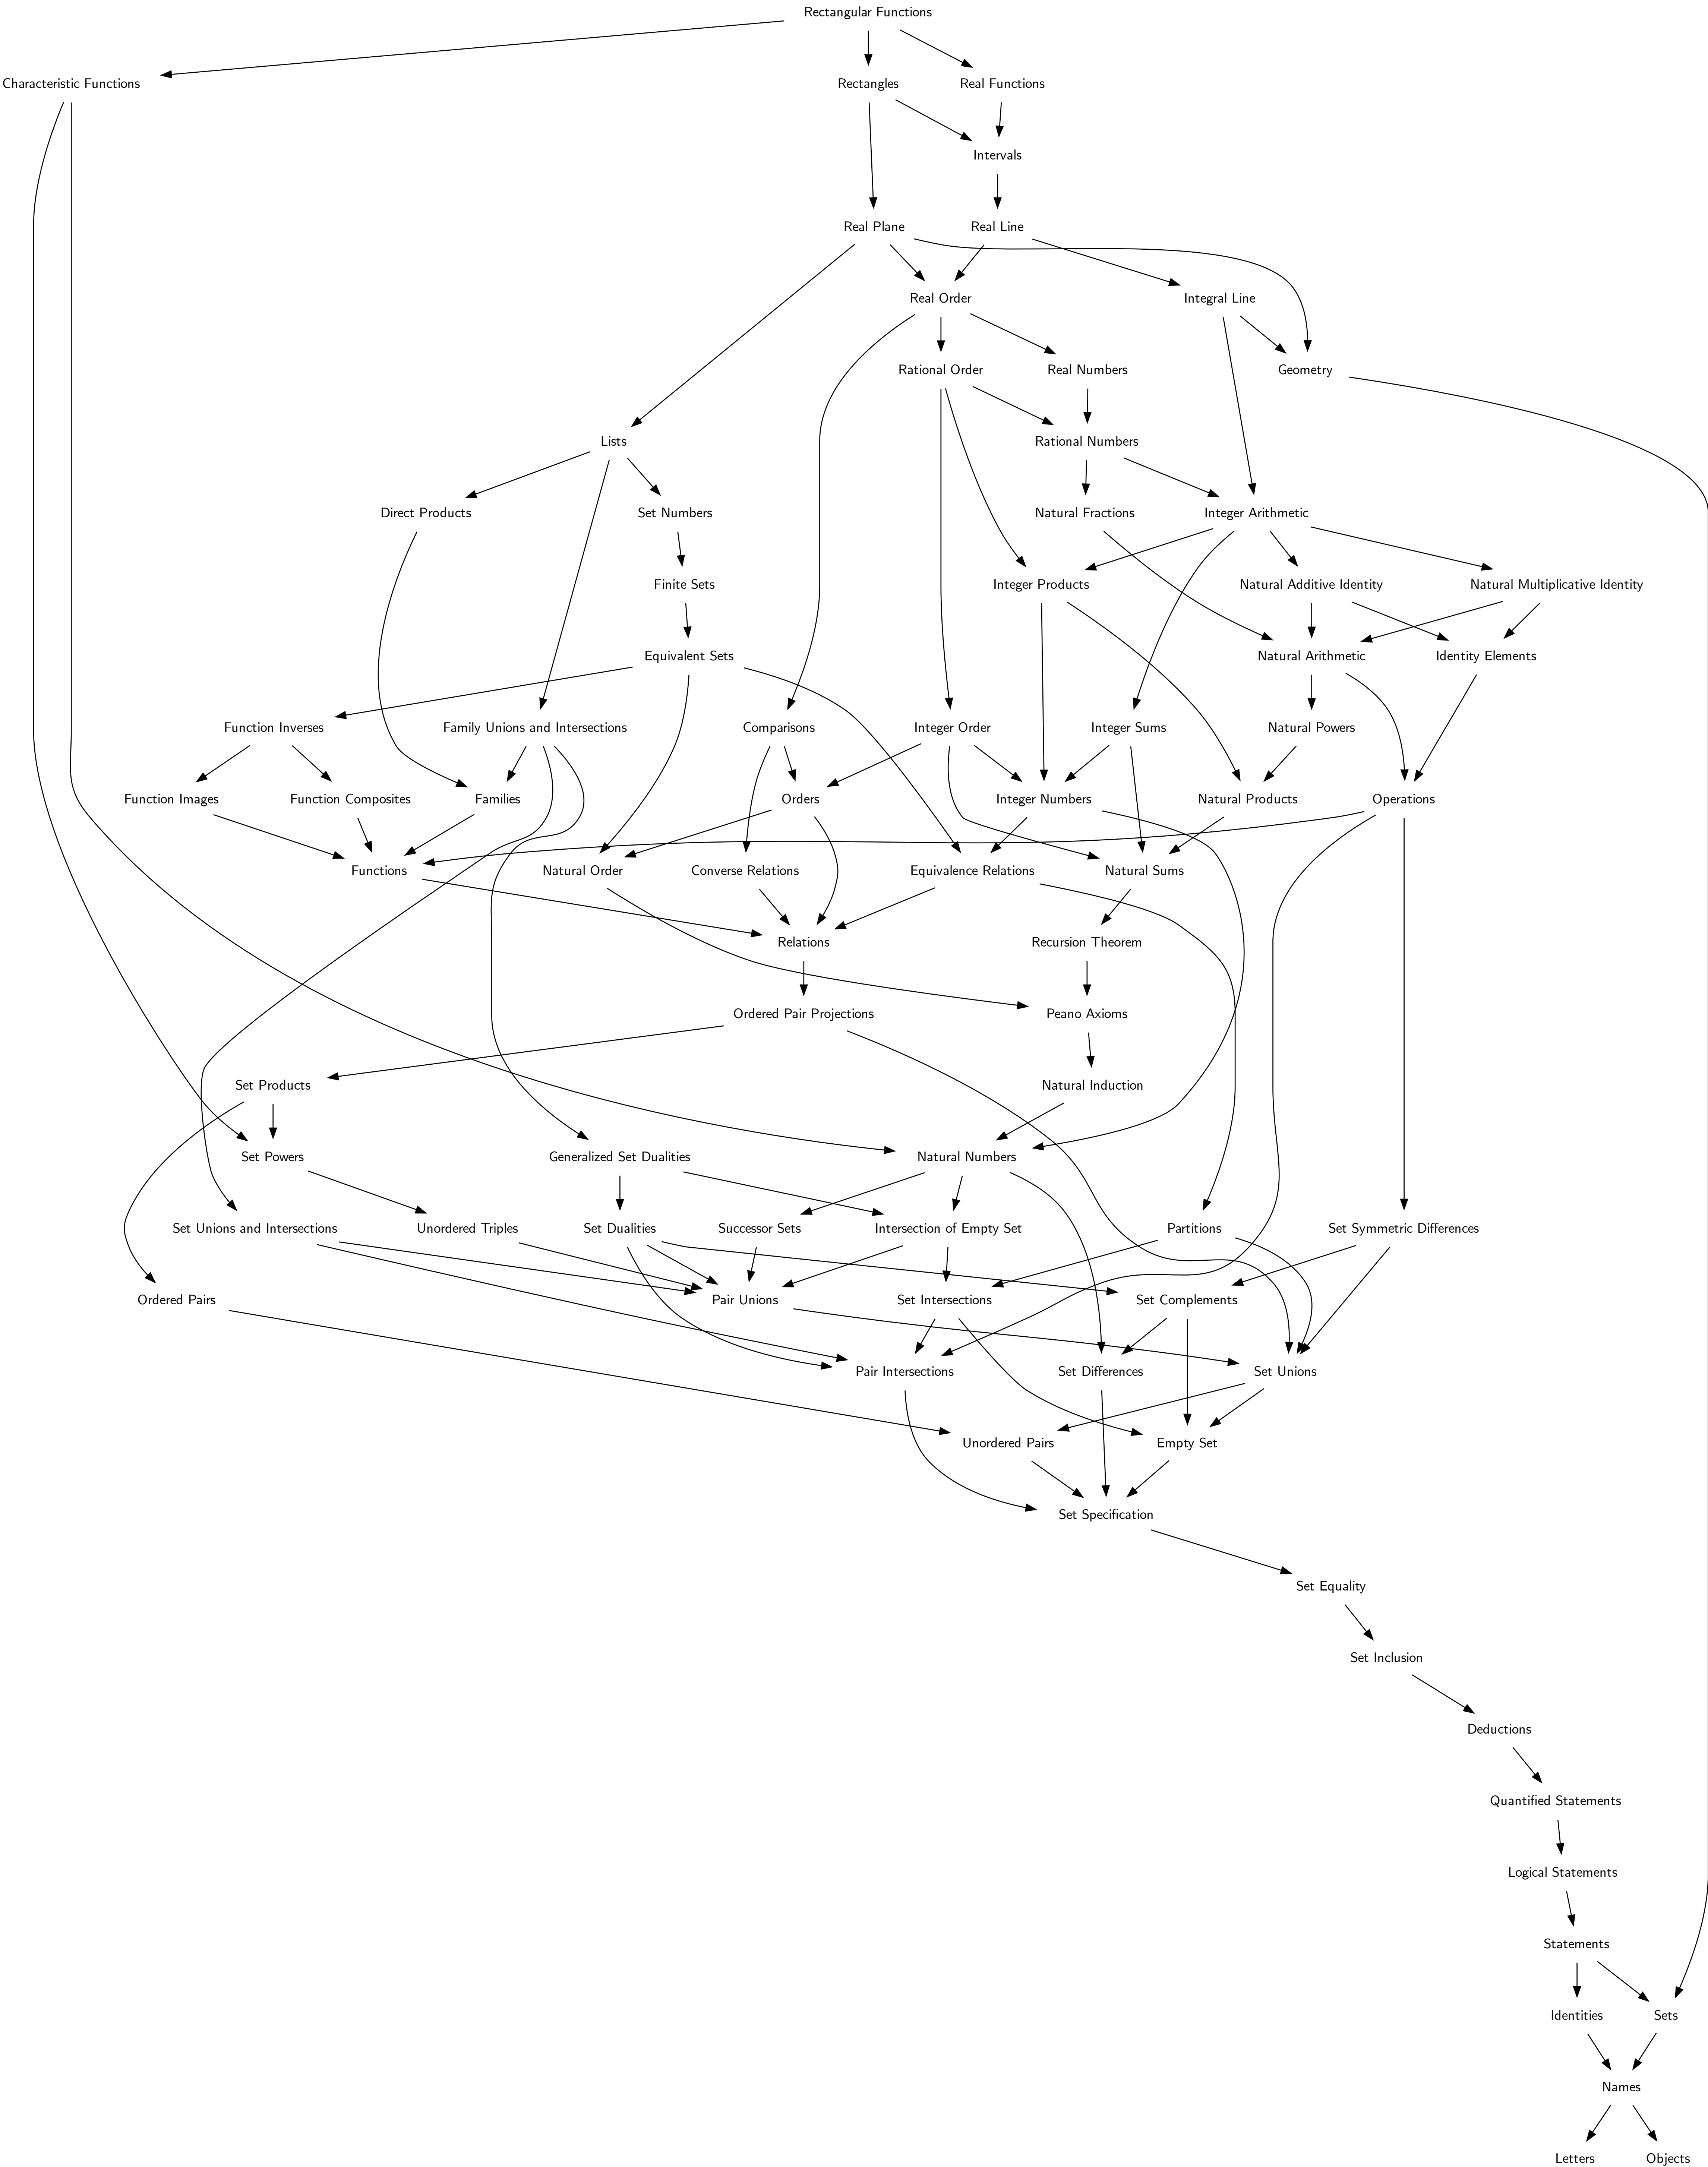 Rectangular Functions
Characteristic Functions
Rectangles
Real Functions
Intervals
Real Plane
Real Line
Real Order
Integral Line
Rational Order
Real Numbers
Geometry
Lists
Rational Numbers
Direct Products
Set Numbers
Natural Fractions
Integer Arithmetic
Finite Sets
Integer Products
Natural Additive Identity
Natural Multiplicative Identity
Equivalent Sets
Natural Arithmetic
Identity Elements
Function Inverses
Family Unions and Intersections
Comparisons
Integer Order
Integer Sums
Natural Powers
Function Images
Function Composites
Families
Orders
Integer Numbers
Natural Products
Operations
Functions
Natural Order
Converse Relations
Equivalence Relations
Natural Sums
Relations
Recursion Theorem
Ordered Pair Projections
Peano Axioms
Set Products
Natural Induction
Set Powers
Generalized Set Dualities
Natural Numbers
Set Unions and Intersections
Unordered Triples
Set Dualities
Successor Sets
Intersection of Empty Set
Partitions
Set Symmetric Differences
Ordered Pairs
Pair Unions
Set Intersections
Set Complements
Pair Intersections
Set Differences
Set Unions
Unordered Pairs
Empty Set
Set Specification
Set Equality
Set Inclusion
Deductions
Quantified Statements
Logical Statements
Statements
Identities
Sets
Names
Letters
Objects